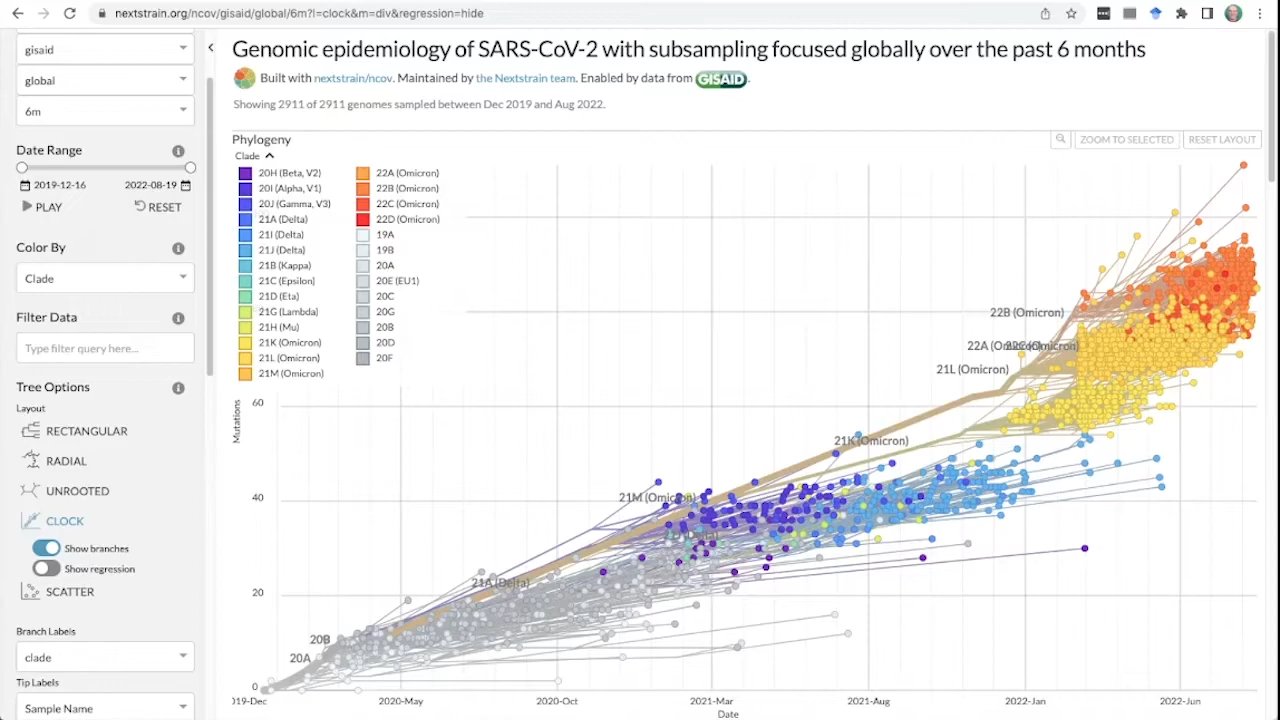 nextstrain.org/ncov/gisaid/global/6m?l=clock&m=div&regression=hide
gisaid
global
6m
Date Range
2019-12-16 2022-08-19
PLAY RESET
Color By
Clade
Filter Data
Type filter query here...
Tree Options
Layout
RECTANGULAR
RADIAL
UNROOTED
CLOCK
Show branches
Show regression
SCATTER
Branch Labels
clade
Tip Labels
Sample Name
Genomic epidemiology of SARS-CoV-2 with subsampling focused globally over the past 6 months
Built with nextstrain/ncov. Maintained by the Nextstrain team. Enabled by data from GISAID.
Showing 2911 of 2911 genomes sampled between Dec 2019 and Aug 2022.
Phylogeny
ZOOM TO SELECTED RESET LAYOUT
Clade
20H (Beta, V2) 22A (Omicron)
20I (Alpha, V1) 22B (Omicron)
20J (Gamma, V3) 22C (Omicron)
21A (Delta) 22D (Omicron)
21I (Delta) 19A
21J (Delta) 19B
21B (Kappa) 20A
21C (Epsilon) 20E (EU1)
21D (Eta) 20C
21G (Lambda) 20G
21H (Mu) 20B
21K (Omicron) 20D
21L (Omicron) 20F
21M (Omicron)
22B (Omicron)
22A (Omicron)
21L (Omicron)
21K (Omicron)
21M (Omicron)
21A (Delta)
20B
20A
Mutations
60
40
20
0
2019-Dec 2020-May 2020-Oct 2021-Mar 2021-Aug 2022-Jan 2022-Jun
Date